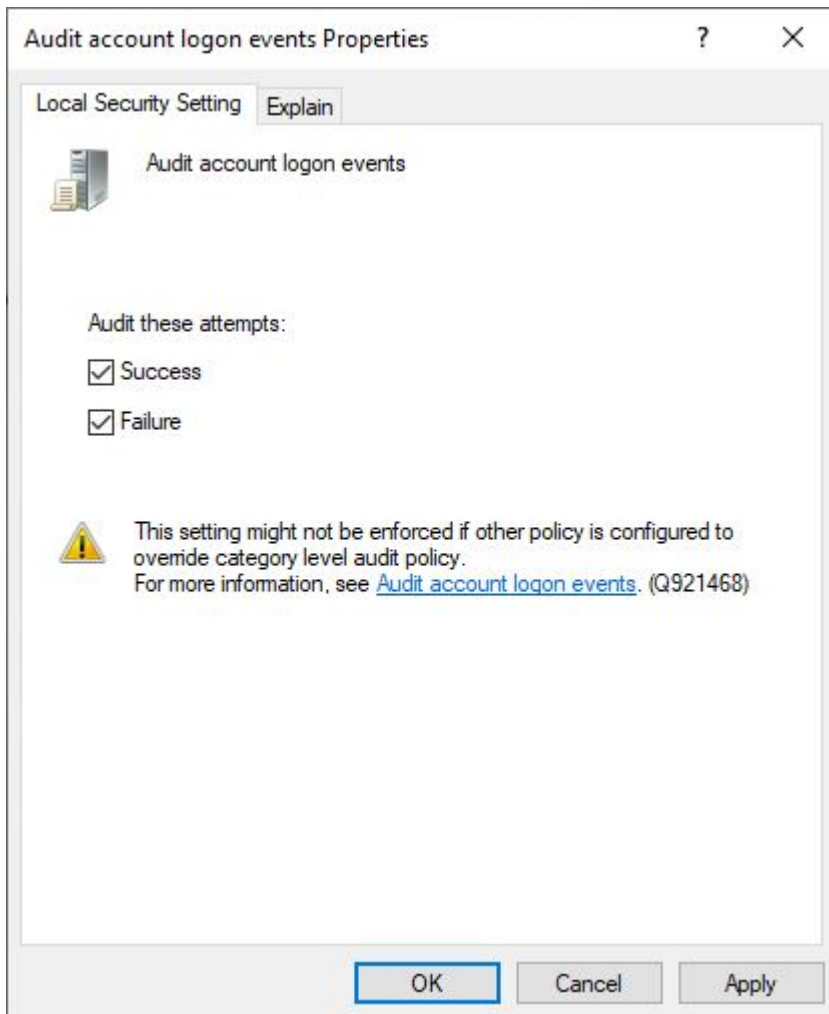 Audit account logon events Properties ? ×
Local Security Setting Explain
Audit account logon events
Audit these attempts:
Success
Failure
This setting might not be enforced if other policy is configured to
override category level audit policy.
For more information, see Audit account logon events. (Q921468)
OK Cancel Apply